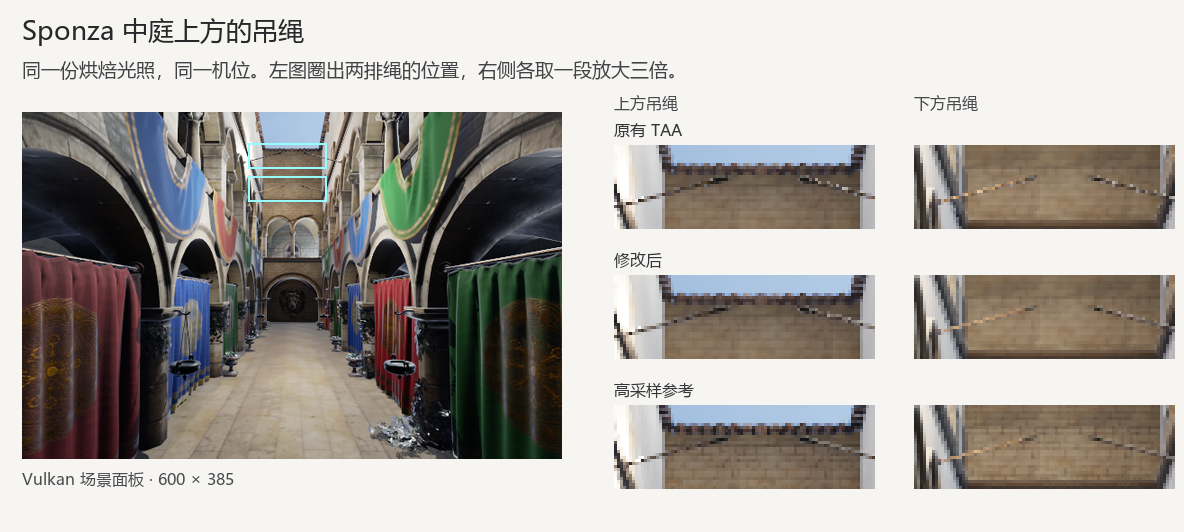 Sponza 中庭上方的吊绳
同一份烘焙光照，同一机位。左图圈出两排绳的位置，右侧各取一段放大三倍。
上方吊绳
下方吊绳
原有 TAA
修改后
高采样参考
Vulkan 场景面板 · 600 × 385